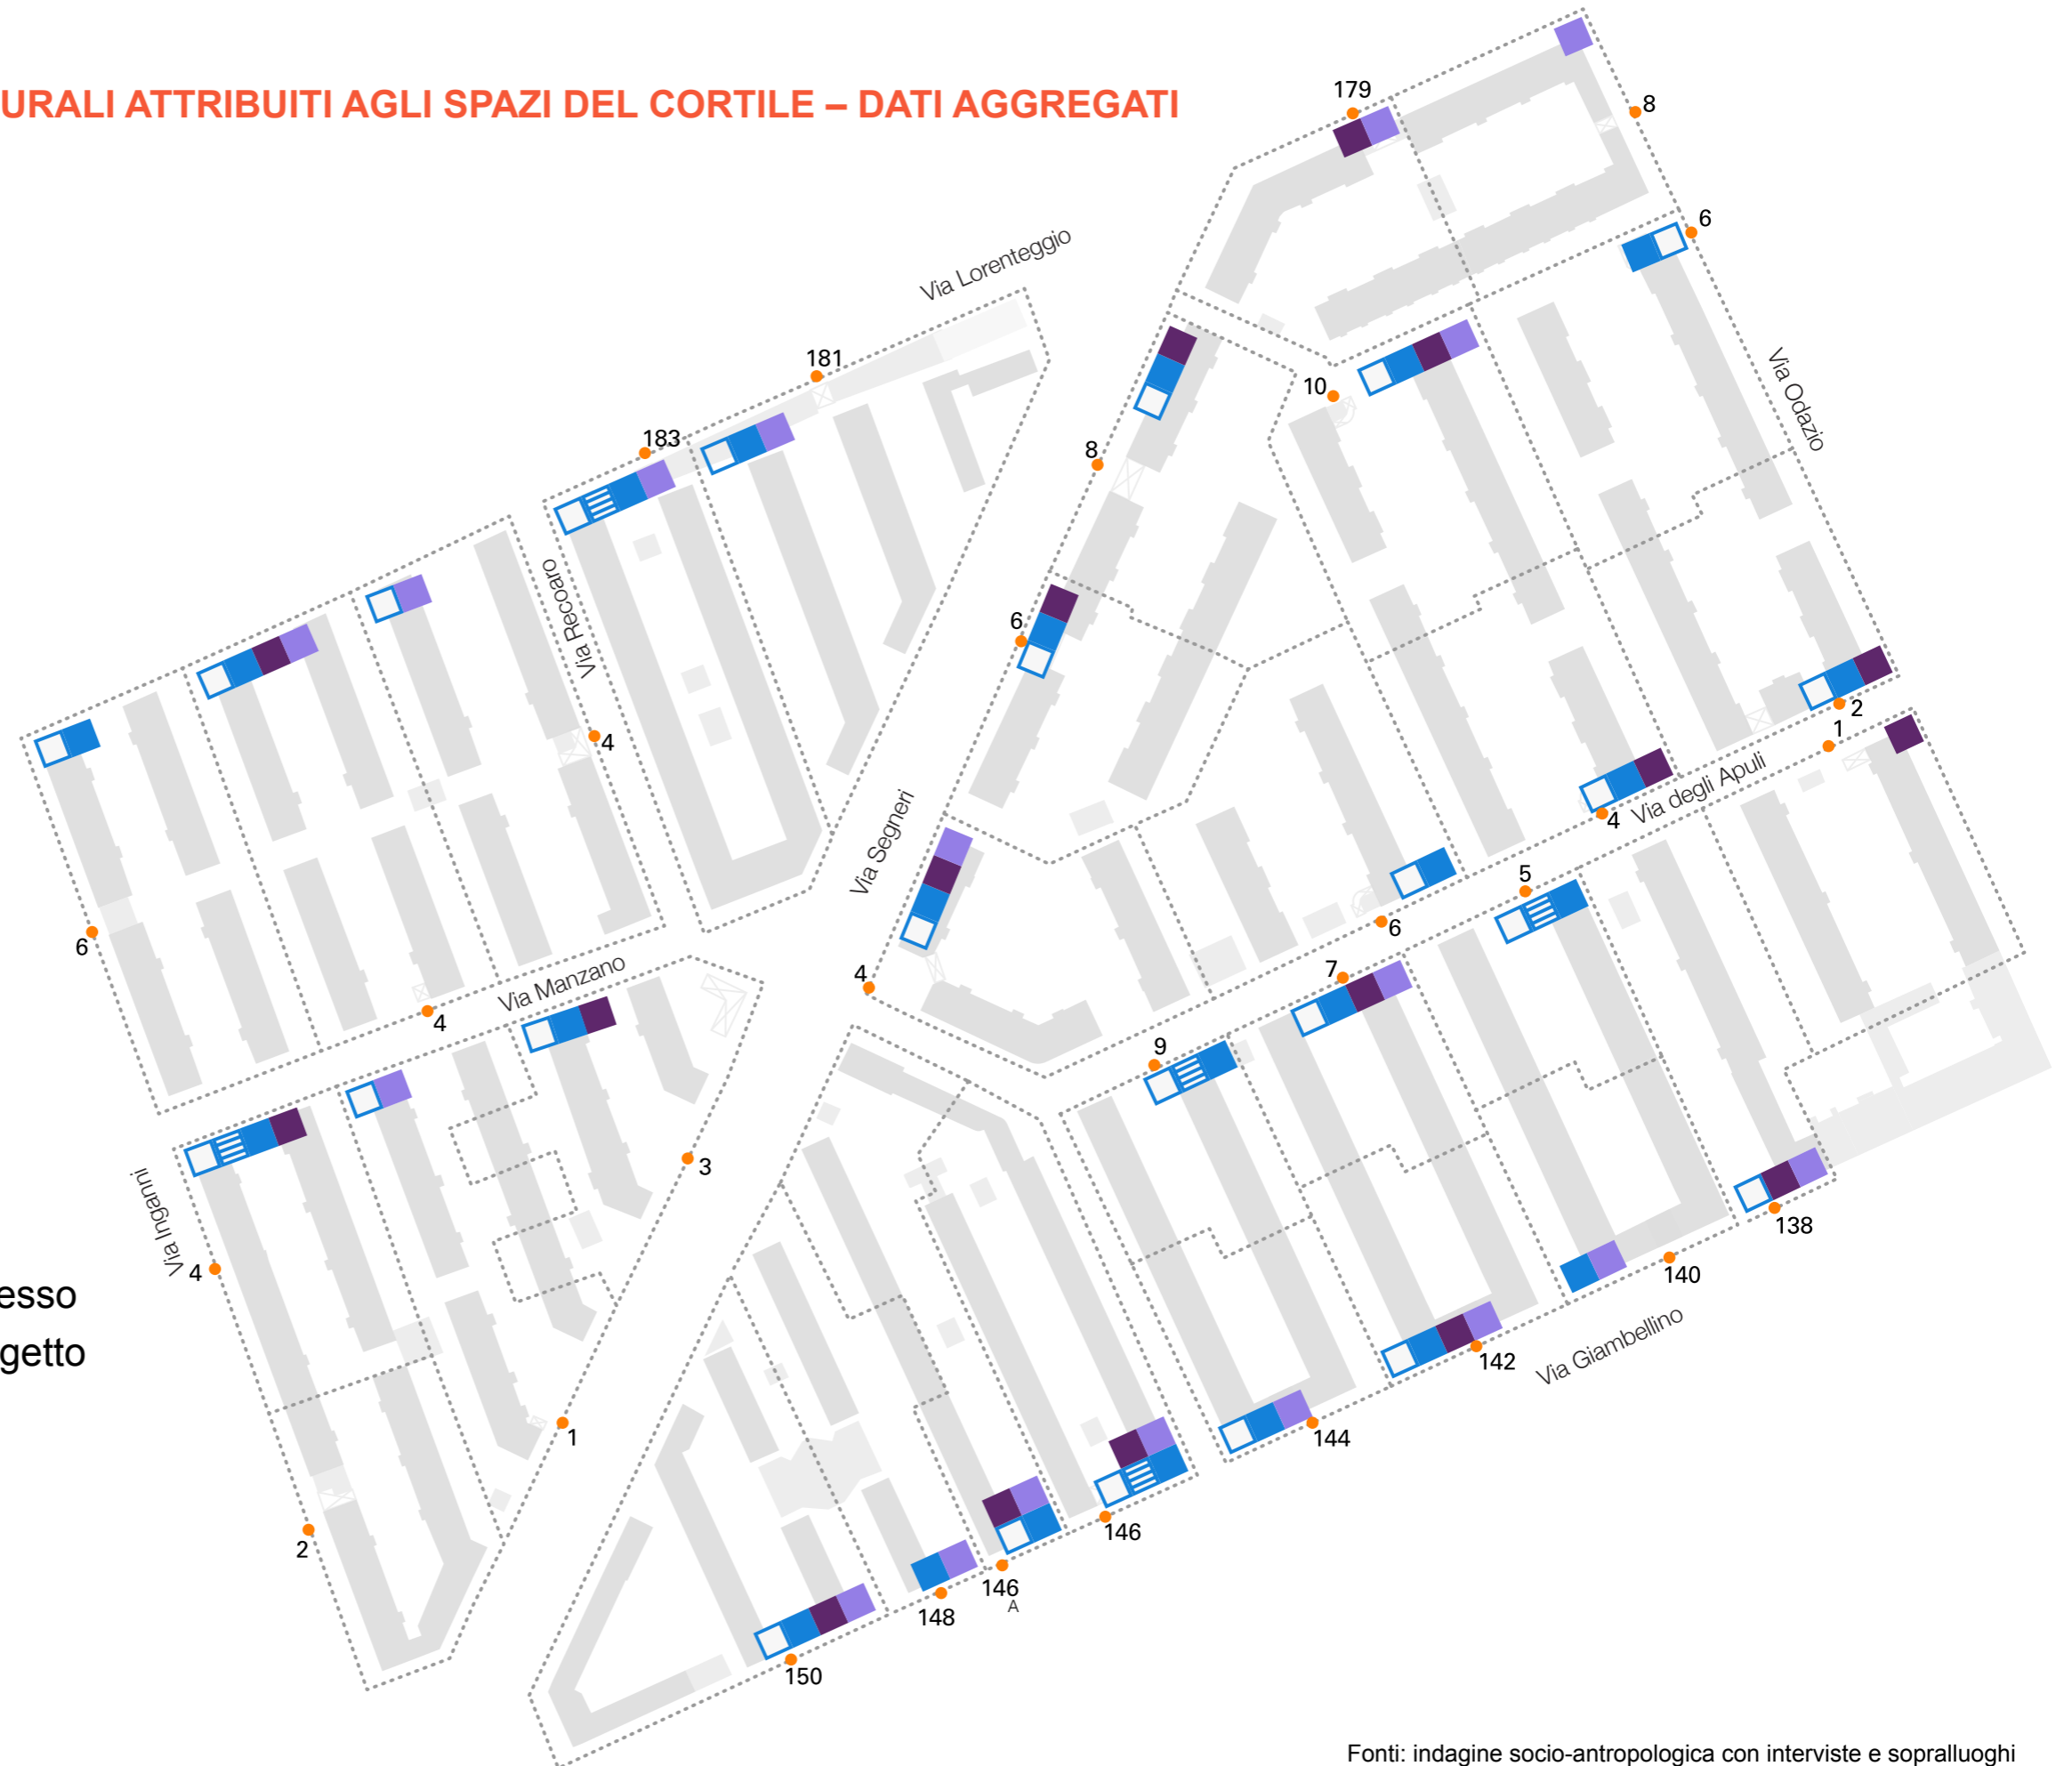 URALI ATTRIBUITI AGLI SPAZI DEL CORTILE – DATI AGGREGATI
179
8
6
Via Lorenteggio
181
183
10
8
Via Odazio
Via Recoaro
6
4
2
1
Via degli Apuli
4
Via Segneri
5
6
6
7
4
Via Manzano
4
9
3
Via Inganni
4
138
140
esso
getto
Via Giambellino
142
1
144
2
146
146
A
148
150
Fonti: indagine socio-antropologica con interviste e sopralluoghi